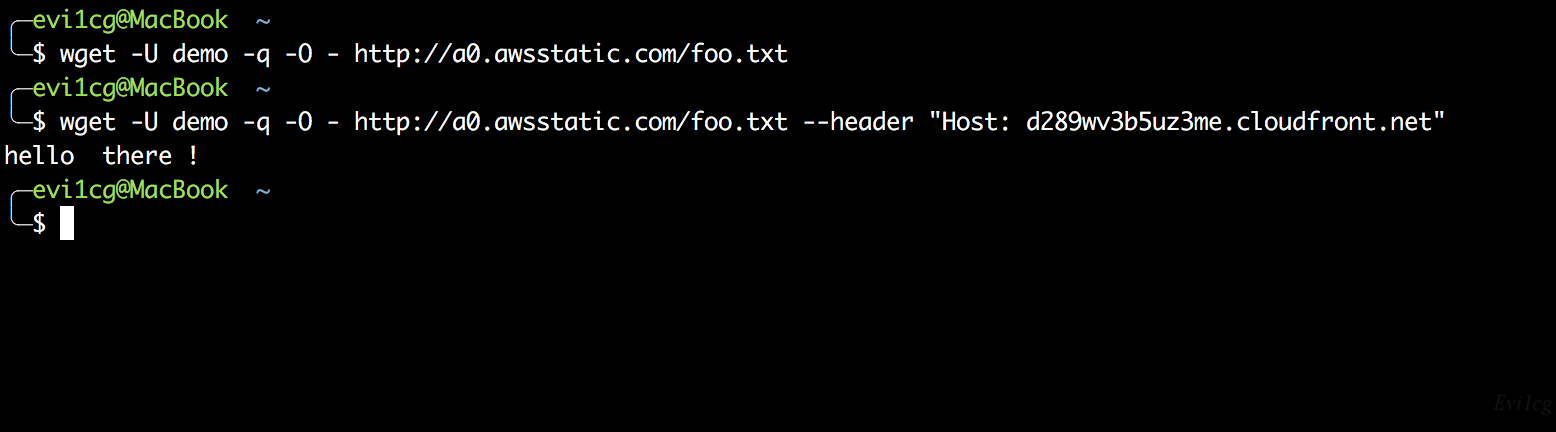 evi1cg@MacBook ~
$ wget -U demo -q -O - http://a0.awsstatic.com/foo.txt
evi1cg@MacBook ~
$ wget -U demo -q -O - http://a0.awsstatic.com/foo.txt --header "Host: d289wv3b5uz3me.cloudfront.net"
hello  there !
evi1cg@MacBook ~
$
Evi1cg